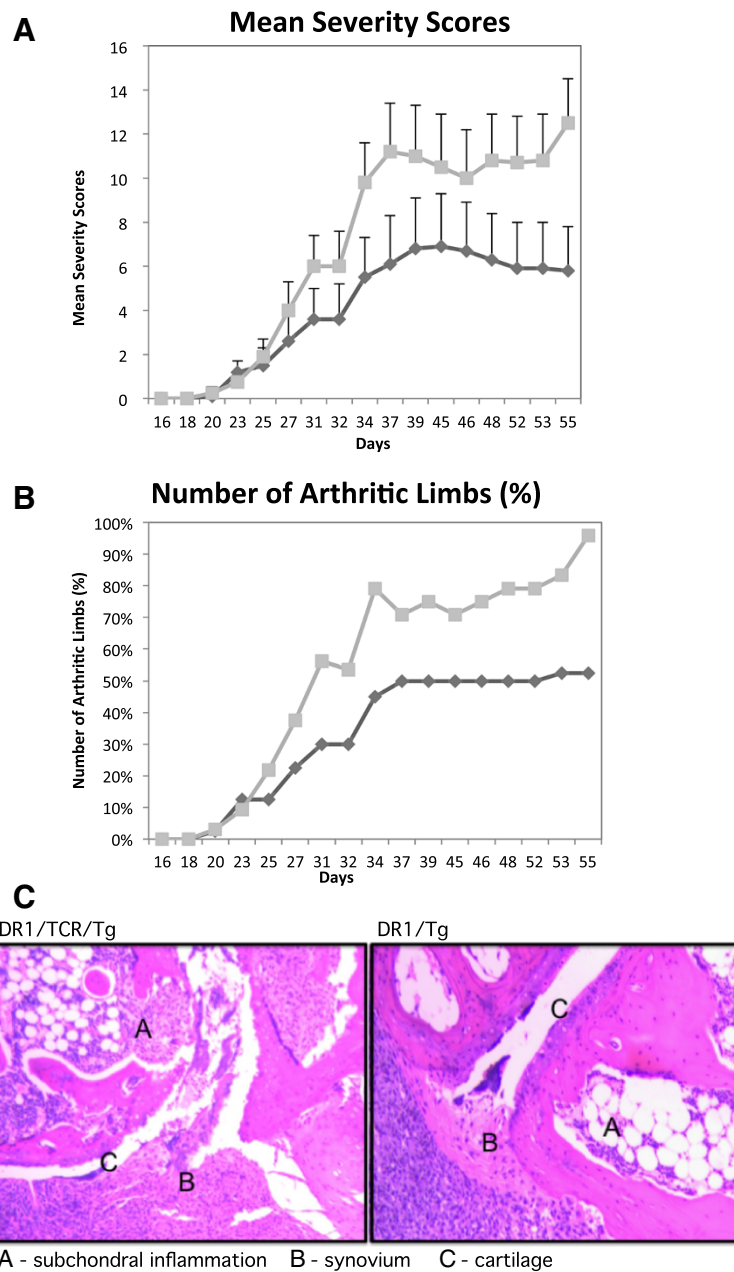 A
Mean Severity Scores
16
14
12
10
8
6
4
2
0
Mean Severity Scores
16 18 20 23 25 27 31 32 34 37 39 45 46 48 52 53 55
Days
B
Number of Arthritic Limbs (%)
100%
90%
80%
70%
60%
50%
40%
30%
20%
10%
0%
Number of Arthritic Limbs (%)
16 18 20 23 25 27 31 32 34 37 39 45 46 48 52 53 55
Days
C
DR1/TCR/Tg
DR1/Tg
A
C
B
C
A
B
A - subchondral inflammation B - synovium C - cartilage